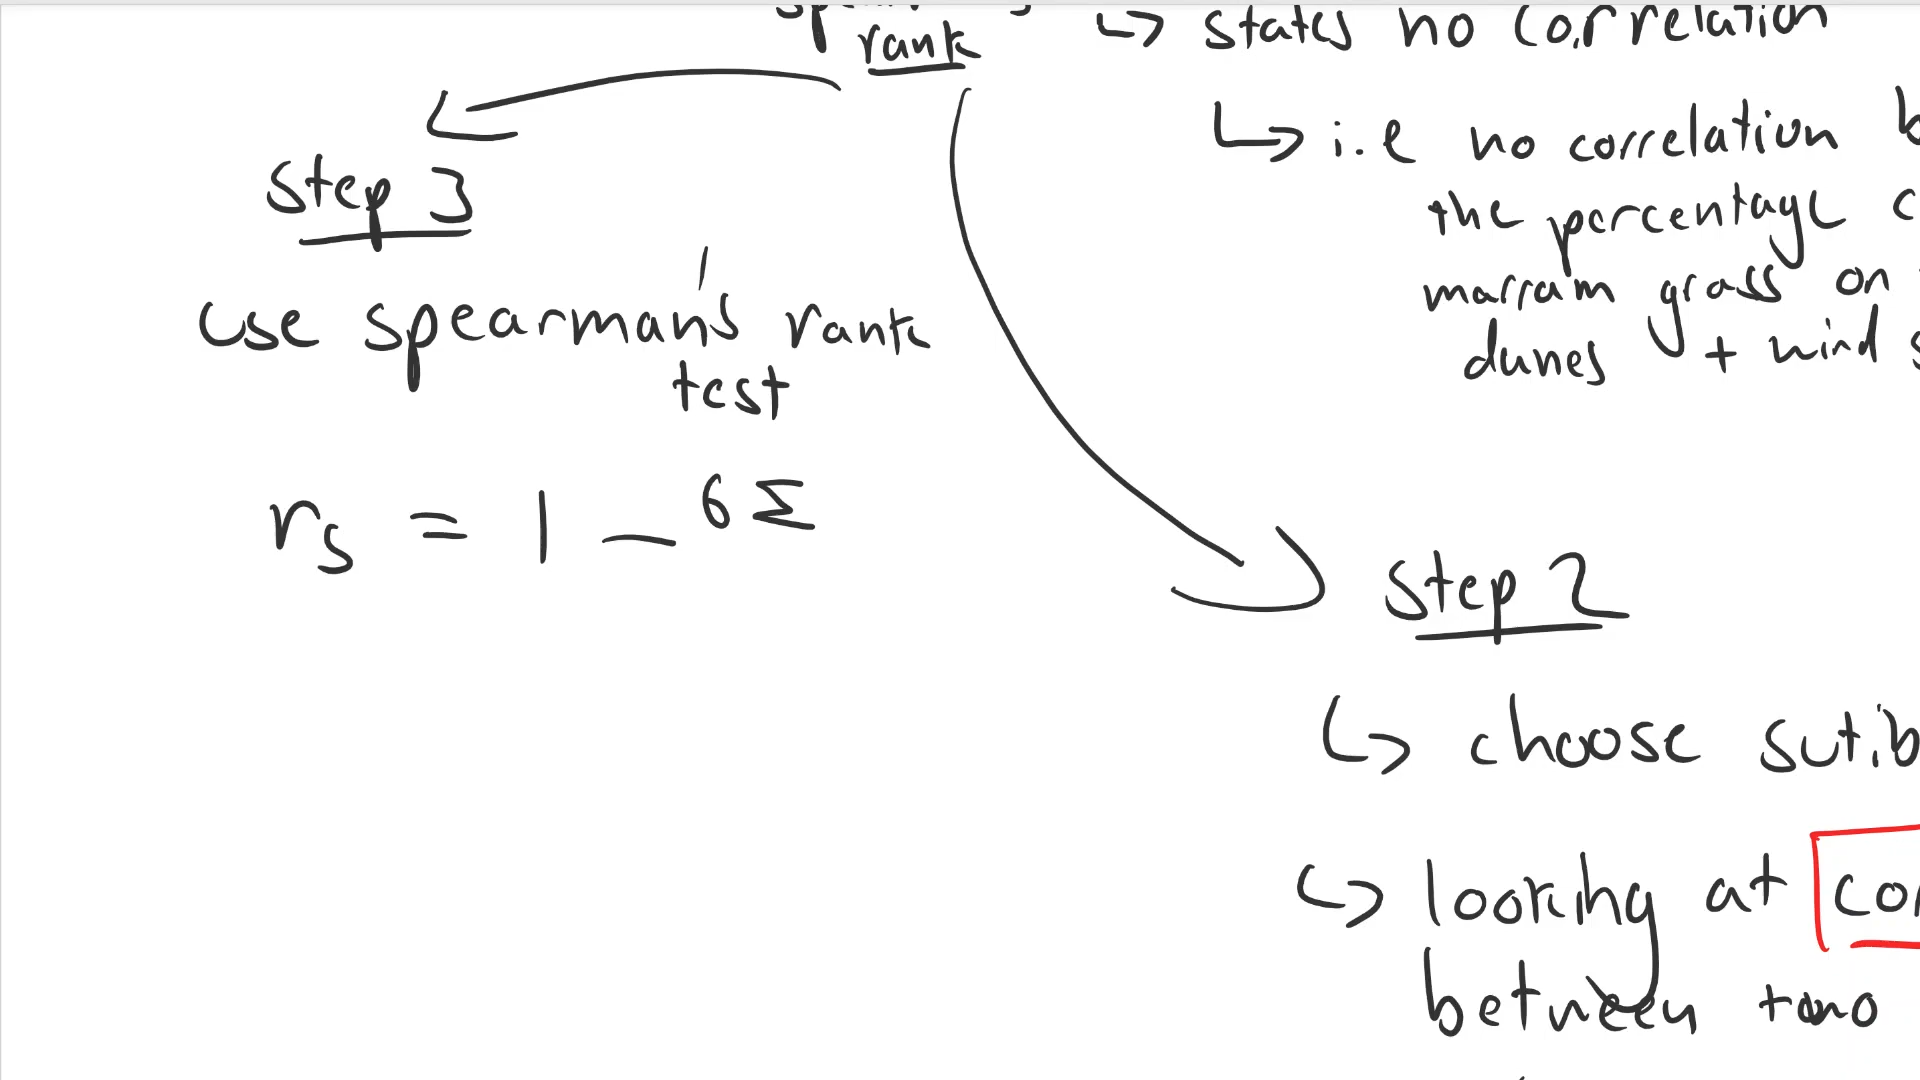 rank
↳ states no correlation
↳ i.e no correlation
the percentage
marram grass on
dunes + wind
Step 3
use spearman's rank
test
rs = 1 - 6Σ
Step 2
↳ choose
↳ looking at
between